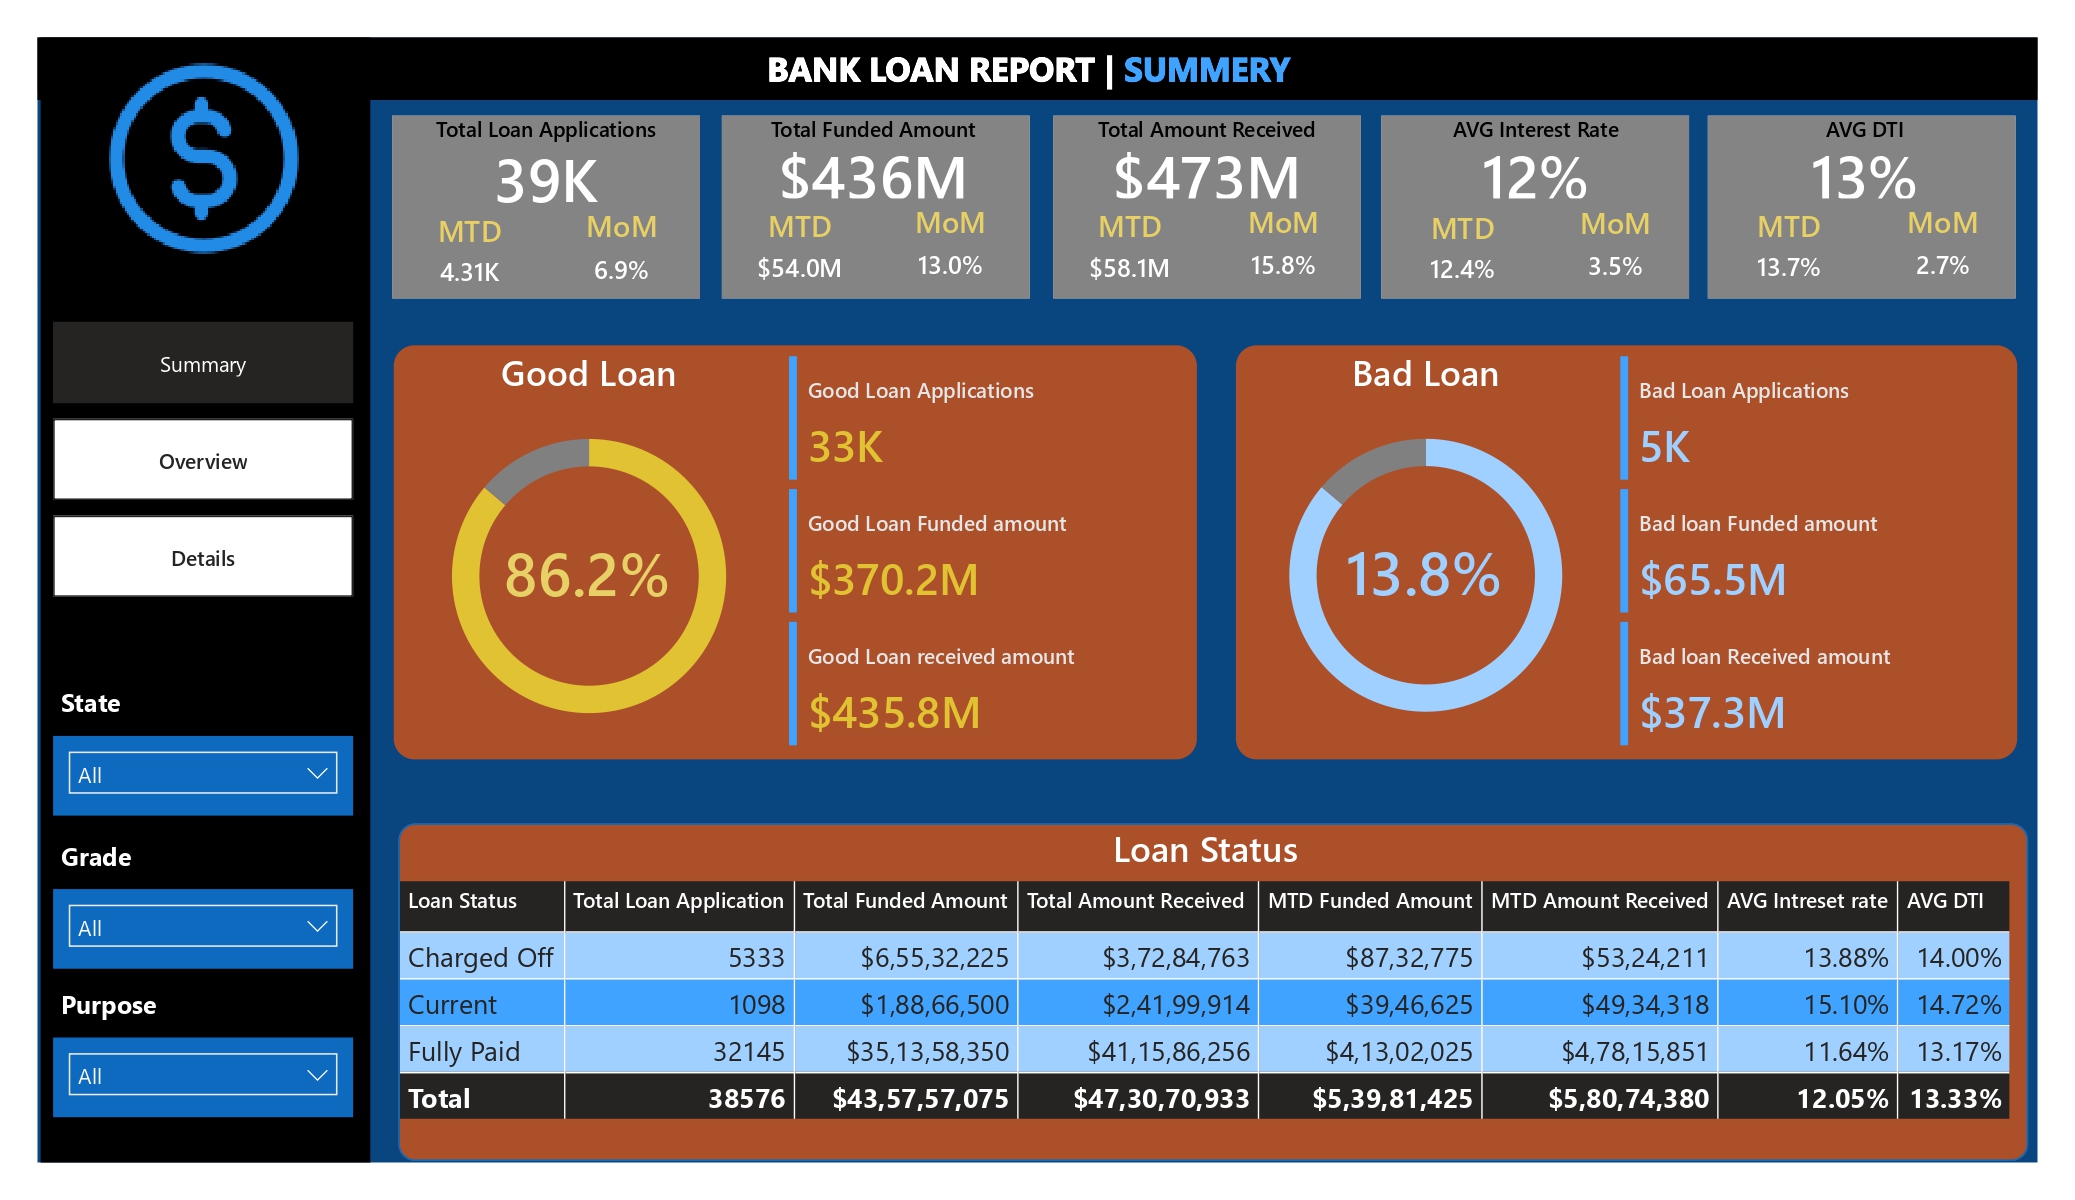 BANK LOAN REPORT | SUMMERY
Summary
Overview
Details
State
All
Grade
All
Purpose
All
Total Loan Applications
39K
MTD MoM
4.31K 6.9%
Total Funded Amount
$436M
MTD MoM
$54.0M 13.0%
Total Amount Received
$473M
MTD MoM
$58.1M 15.8%
AVG Interest Rate
12%
MTD MoM
12.4% 3.5%
AVG DTI
13%
MTD MoM
13.7% 2.7%
Good Loan
86.2%
Good Loan Applications
33K
Good Loan Funded amount
$370.2M
Good Loan received amount
$435.8M
Bad Loan
13.8%
Bad Loan Applications
5K
Bad loan Funded amount
$65.5M
Bad loan Received amount
$37.3M
Loan Status
Loan Status Total Loan Application Total Funded Amount Total Amount Received MTD Funded Amount MTD Amount Received AVG Intreset rate AVG DTI
Charged Off 5333 $6,55,32,225 $3,72,84,763 $87,32,775 $53,24,211 13.88% 14.00%
Current 1098 $1,88,66,500 $2,41,99,914 $39,46,625 $49,34,318 15.10% 14.72%
Fully Paid 32145 $35,13,58,350 $41,15,86,256 $4,13,02,025 $4,78,15,851 11.64% 13.17%
Total 38576 $43,57,57,075 $47,30,70,933 $5,39,81,425 $5,80,74,380 12.05% 13.33%